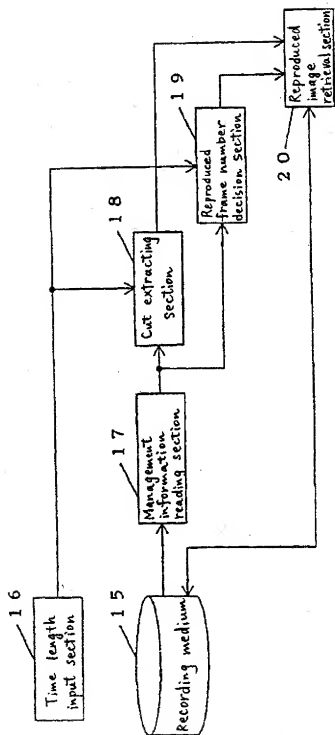 16
Time length
input section
15
Recording medium
17
Management
information
reading section
18
Cut extracting
section
19
Reproduced
frame number
decision section
20
Reproduced
image
retrieval section